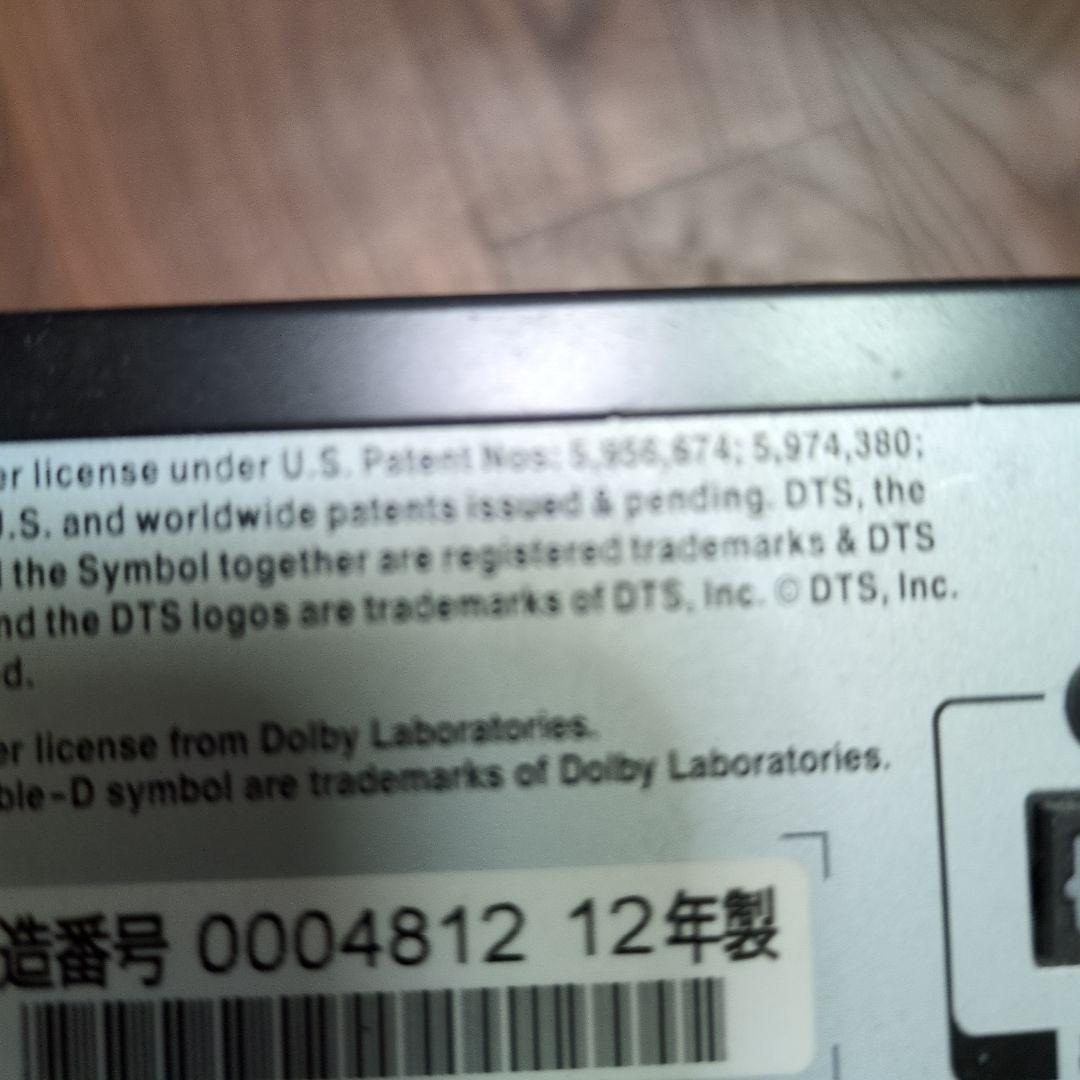 er license under U.S. Patent Nos: 5,956,674; 5,974,380;
U.S. and worldwide patents issued & pending. DTS, the
the Symbol together are registered trademarks & DTS
nd the DTS logos are trademarks of DTS, Inc. © DTS, Inc.
d.
er license from Dolby Laboratories.
ble-D symbol are trademarks of Dolby Laboratories.
造番号 0004812 12年製